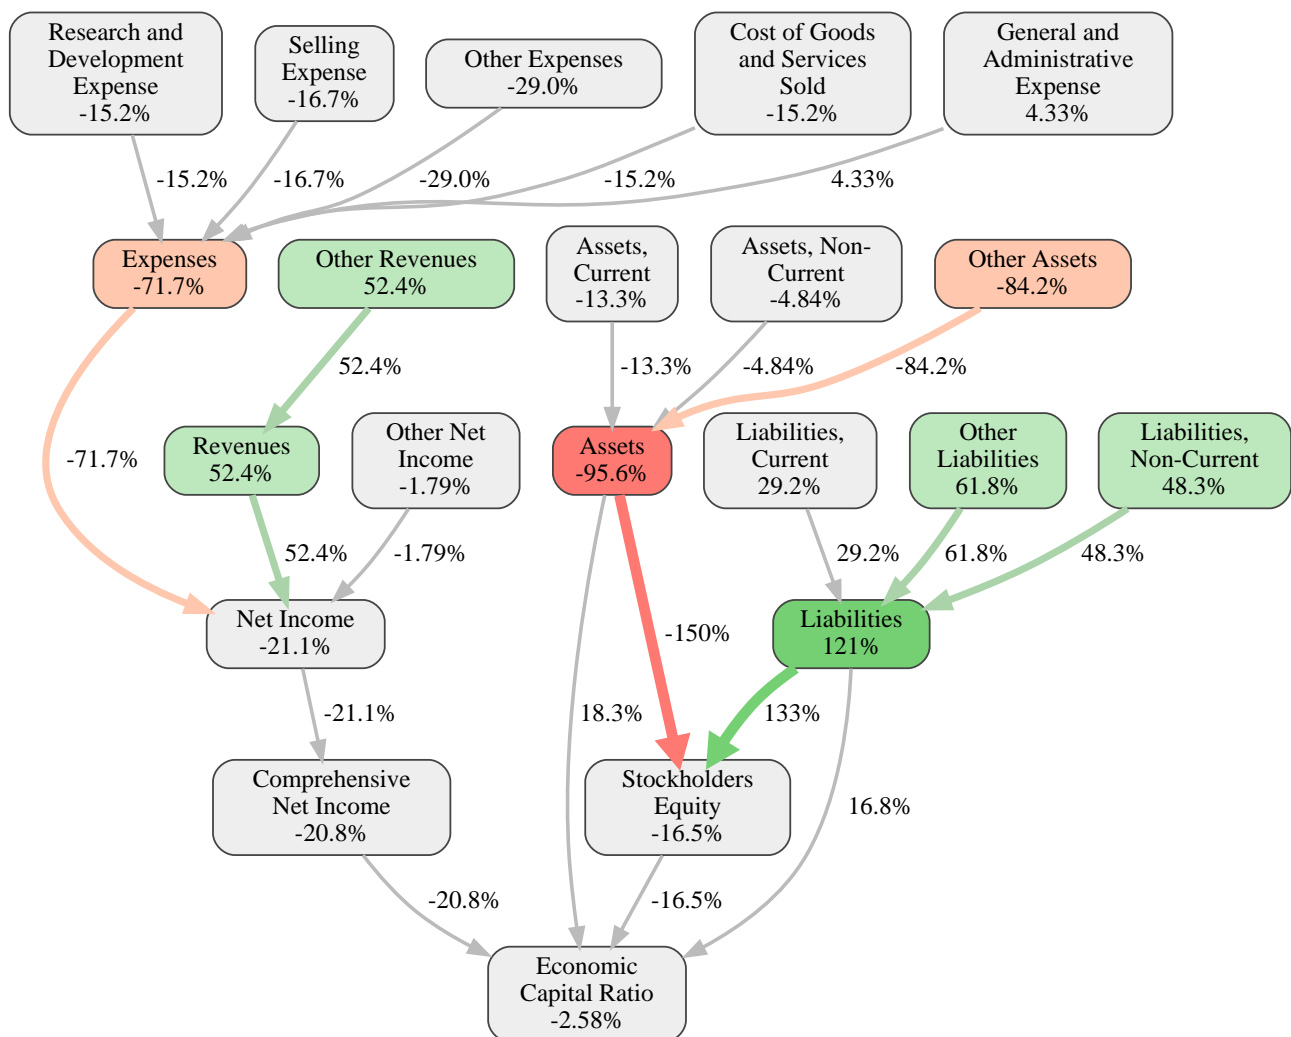 Research and
Development
Expense
-15.2%
Selling
Expense
-16.7%
Other Expenses
-29.0%
Cost of Goods
and Services
Sold
-15.2%
General and
Administrative
Expense
4.33%
-15.2%
-16.7%
-29.0%
-15.2%
4.33%
Expenses
-71.7%
Other Revenues
52.4%
Assets,
Current
-13.3%
Assets, Non-
Current
-4.84%
Other Assets
-84.2%
52.4%
-13.3%
-4.84%
-84.2%
-71.7%
Revenues
52.4%
Other Net
Income
-1.79%
Assets
-95.6%
Liabilities,
Current
29.2%
Other
Liabilities
61.8%
Liabilities,
Non-Current
48.3%
52.4%
-1.79%
29.2%
61.8%
48.3%
Net Income
-21.1%
-150%
Liabilities
121%
-21.1%
18.3%
133%
Comprehensive
Net Income
-20.8%
Stockholders
Equity
-16.5%
16.8%
-20.8%
-16.5%
Economic
Capital Ratio
-2.58%